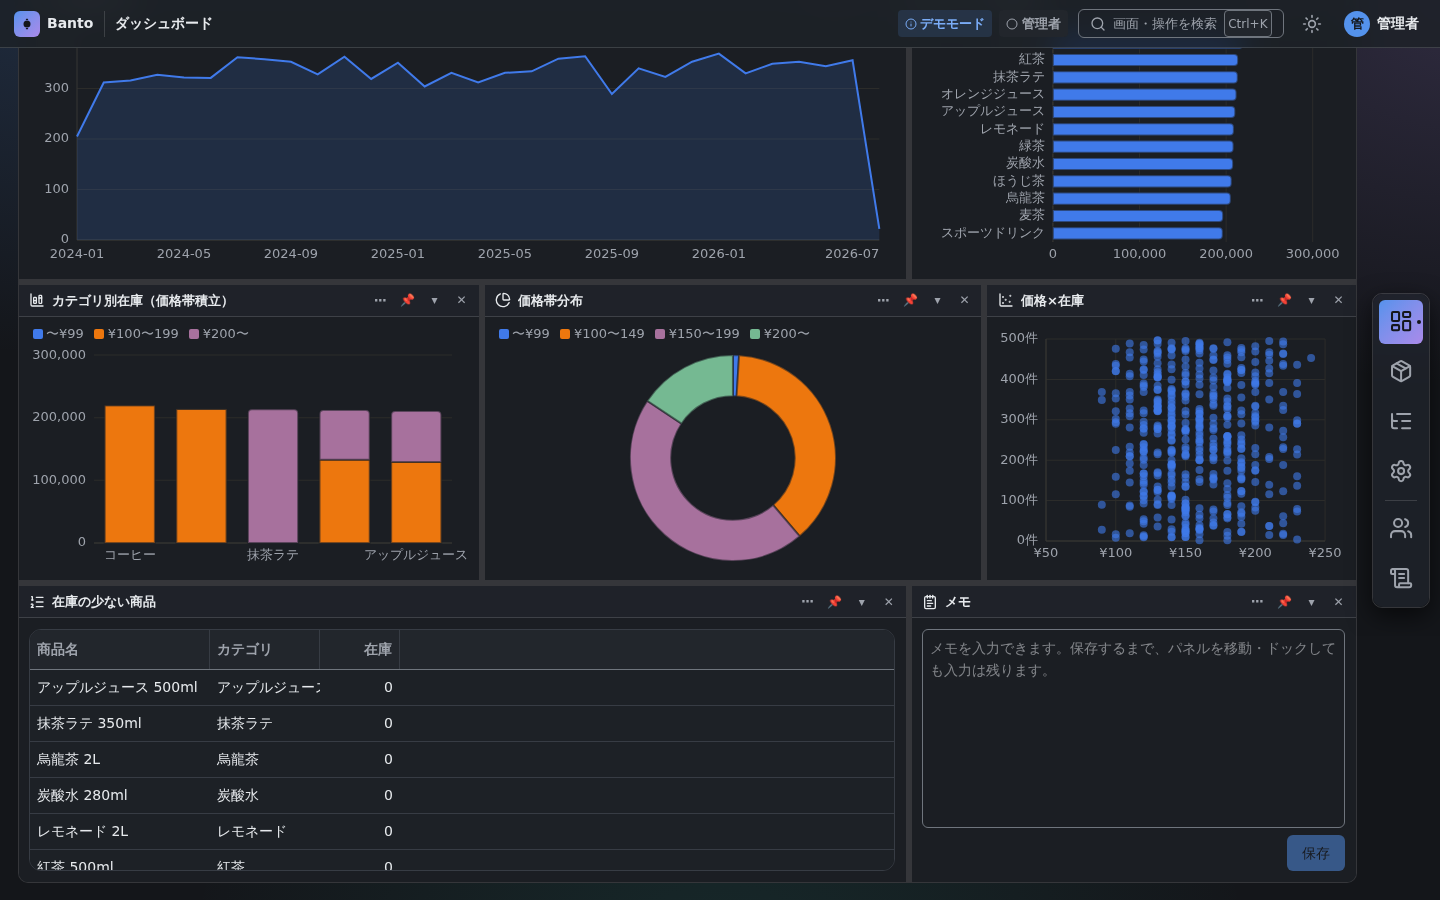 Banto ダッシュボード デモモード 管理者 画面・操作を検索 Ctrl+K 管 管理者
300
200
100
0
2024-01 2024-05 2024-09 2025-01 2025-05 2025-09 2026-01 2026-07
紅茶
抹茶ラテ
オレンジジュース
アップルジュース
レモネード
緑茶
炭酸水
ほうじ茶
烏龍茶
麦茶
スポーツドリンク
0 100,000 200,000 300,000
カテゴリ別在庫（価格帯積立）
〜¥99 ¥100〜199 ¥200〜
300,000
200,000
100,000
0
コーヒー 抹茶ラテ アップルジュース
価格帯分布
〜¥99 ¥100〜149 ¥150〜199 ¥200〜
価格×在庫
500件
400件
300件
200件
100件
0件
¥50 ¥100 ¥150 ¥200 ¥250
在庫の少ない商品
商品名 カテゴリ 在庫
アップルジュース 500ml アップルジュース 0
抹茶ラテ 350ml 抹茶ラテ 0
烏龍茶 2L 烏龍茶 0
炭酸水 280ml 炭酸水 0
レモネード 2L レモネード 0
紅茶 500ml 紅茶 0
メモ
メモを入力できます。保存するまで、パネルを移動・ドックして
も入力は残ります。
保存